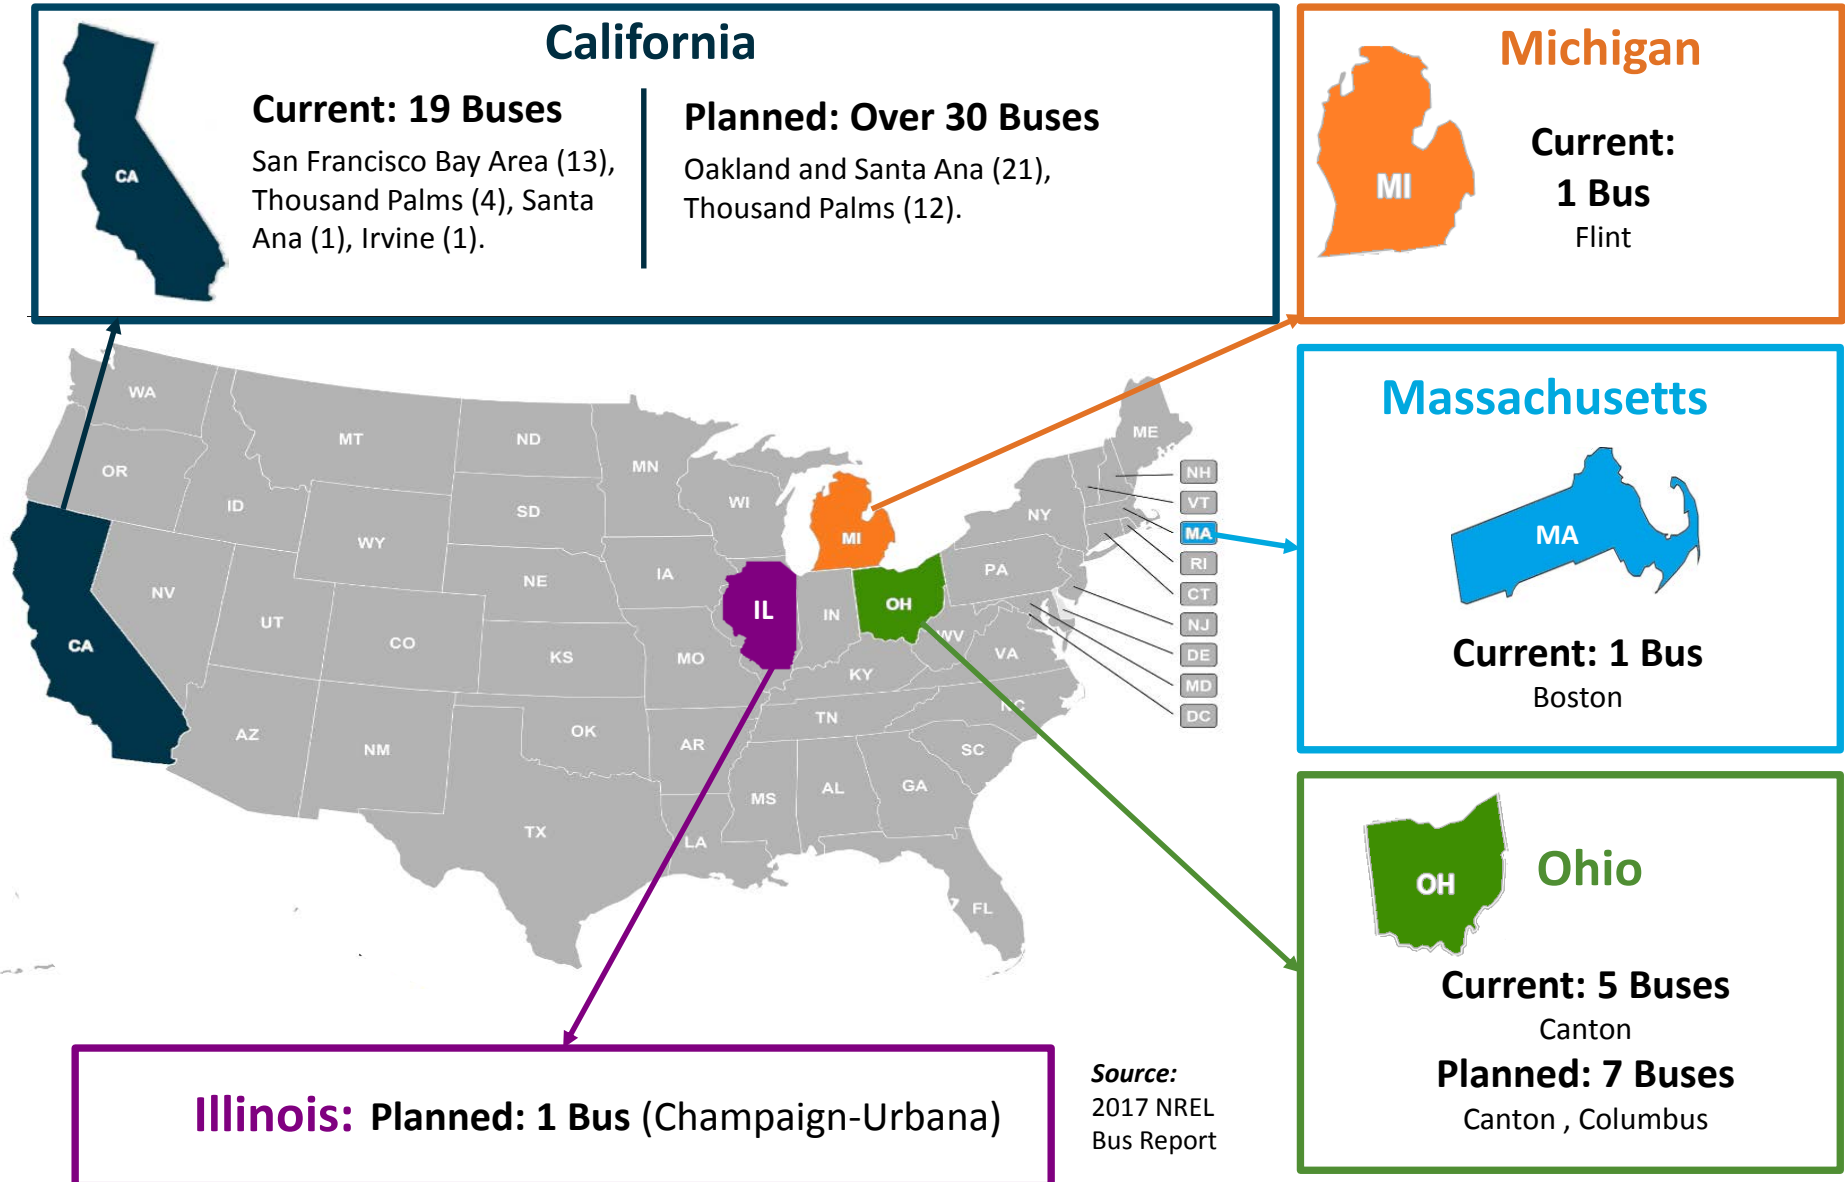 California
CA
Current: 19 Buses
San Francisco Bay Area (13),
Thousand Palms (4), Santa
Ana (1), Irvine (1).
Planned: Over 30 Buses
Oakland and Santa Ana (21),
Thousand Palms (12).
Michigan
MI
Current:
1 Bus
Flint
Massachusetts
MA
Current: 1 Bus
Boston
Ohio
OH
Current: 5 Buses
Canton
Planned: 7 Buses
Canton , Columbus
WA
MT
ND
MN
ME
OR
ID
SD
WI
NH
VT
NY
MA
WY
MI
RI
NE
IA
PA
CT
NV
UT
CO
IL
IN
OH
NJ
CA
KS
MO
WV
VA
DE
KY
MD
AZ
NM
OK
AR
TN
NC
DC
SC
MS
AL
GA
TX
LA
FL
Illinois: Planned: 1 Bus (Champaign-Urbana)
Source:
2017 NREL
Bus Report